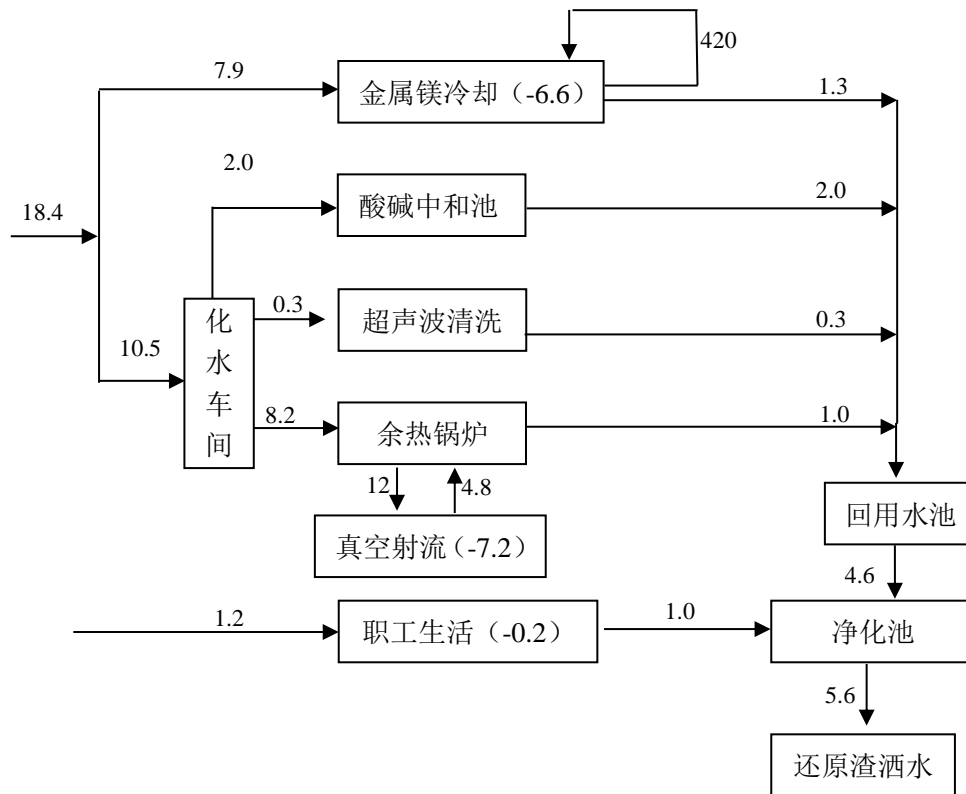 420
7.9
金属镁冷却（-6.6）
1.3
2.0
18.4
酸碱中和池
2.0
化
水
车
间
0.3
超声波清洗
0.3
10.5
8.2
余热锅炉
1.0
12
4.8
回用水池
真空射流（-7.2）
4.6
1.2
职工生活（-0.2）
1.0
净化池
5.6
还原渣洒水